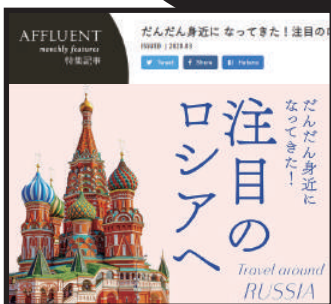 AFFLUENT
monthly features
特集記事
だんだん身近に なってきた！注目の
ISSUED | 2020.03
Tweet
Share
B! Hatena
だんだん身近に
なってきた！
注目の
ロシアへ
Travel around
RUSSIA